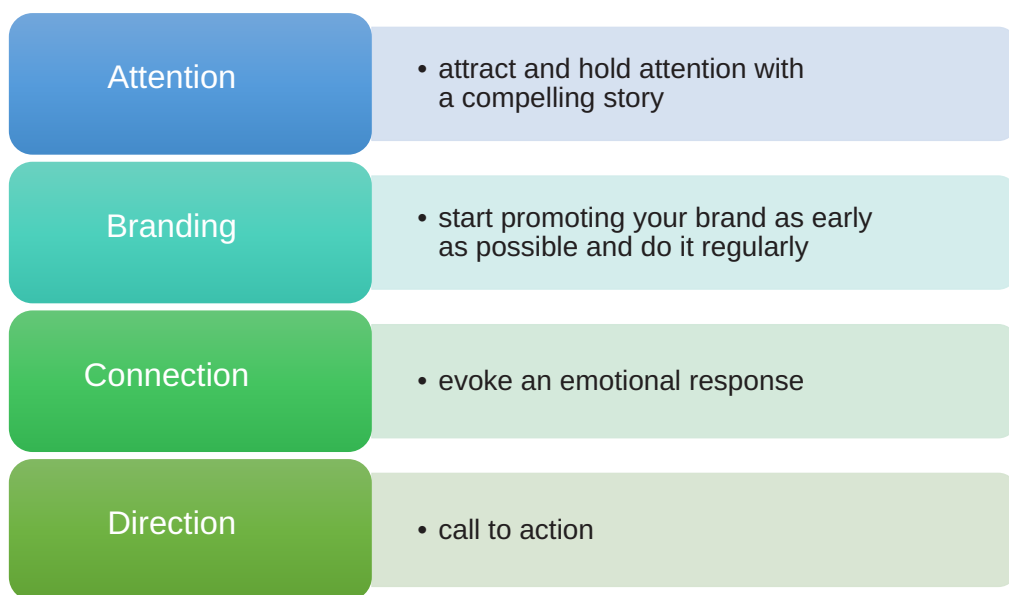 Attention
• attract and hold attention with
a compelling story
Branding
• start promoting your brand as early
as possible and do it regularly
Connection
• evoke an emotional response
Direction
• call to action